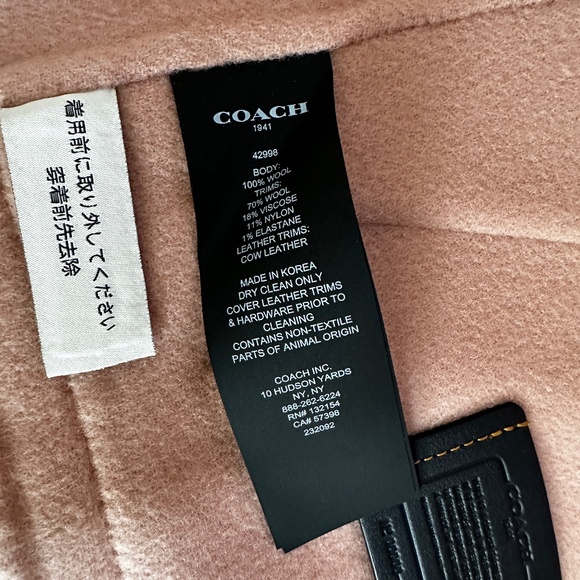 着用前に取り外してください
穿着前先去除
COACH
1941
42998
BODY:
100% WOOL
TRIMS:
70% WOOL
18% VISCOSE
11% NYLON
1% ELASTANE
LEATHER TRIMS:
COW LEATHER
MADE IN KOREA
DRY CLEAN ONLY
COVER LEATHER TRIMS
& HARDWARE PRIOR TO
CLEANING
CONTAINS NON-TEXTILE
PARTS OF ANIMAL ORIGIN
COACH INC.
10 HUDSON YARDS
NY, NY
888-262-6224
RN# 132154
CA# 57398
232092
COACH